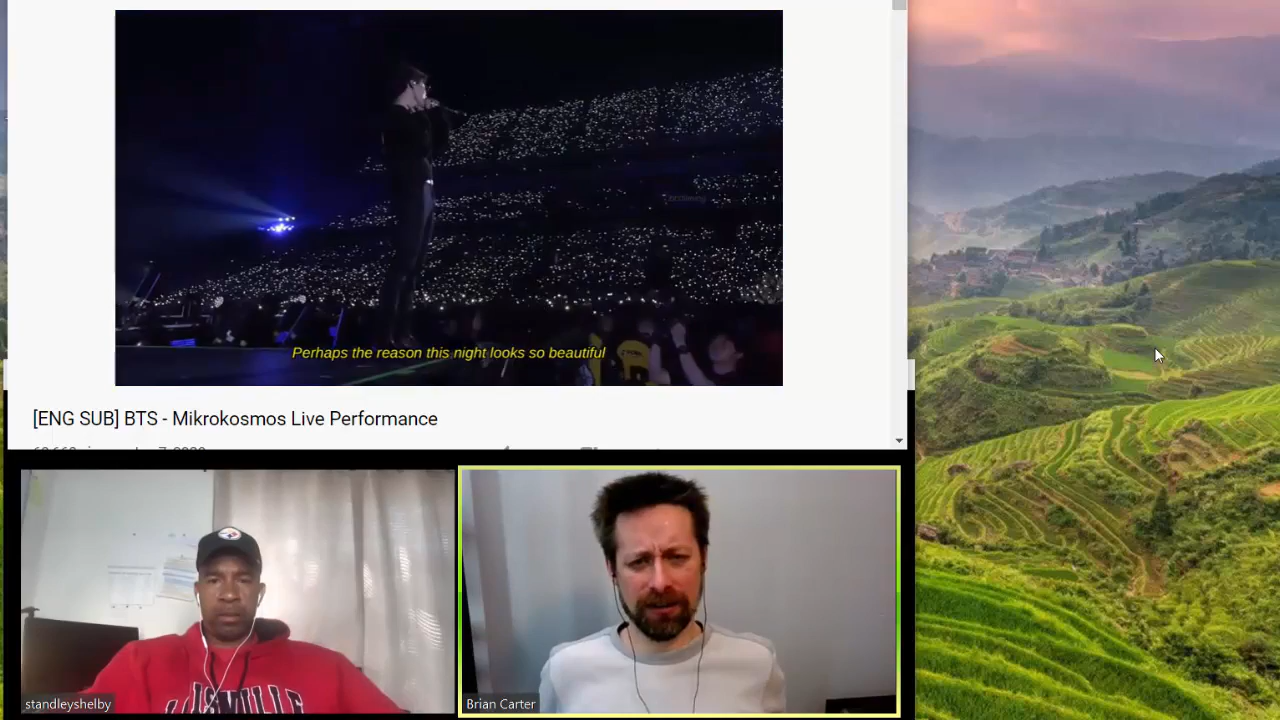 Perhaps the reason this night looks so beautiful
[ENG SUB] BTS - Mikrokosmos Live Performance
standleyshelby
Brian Carter